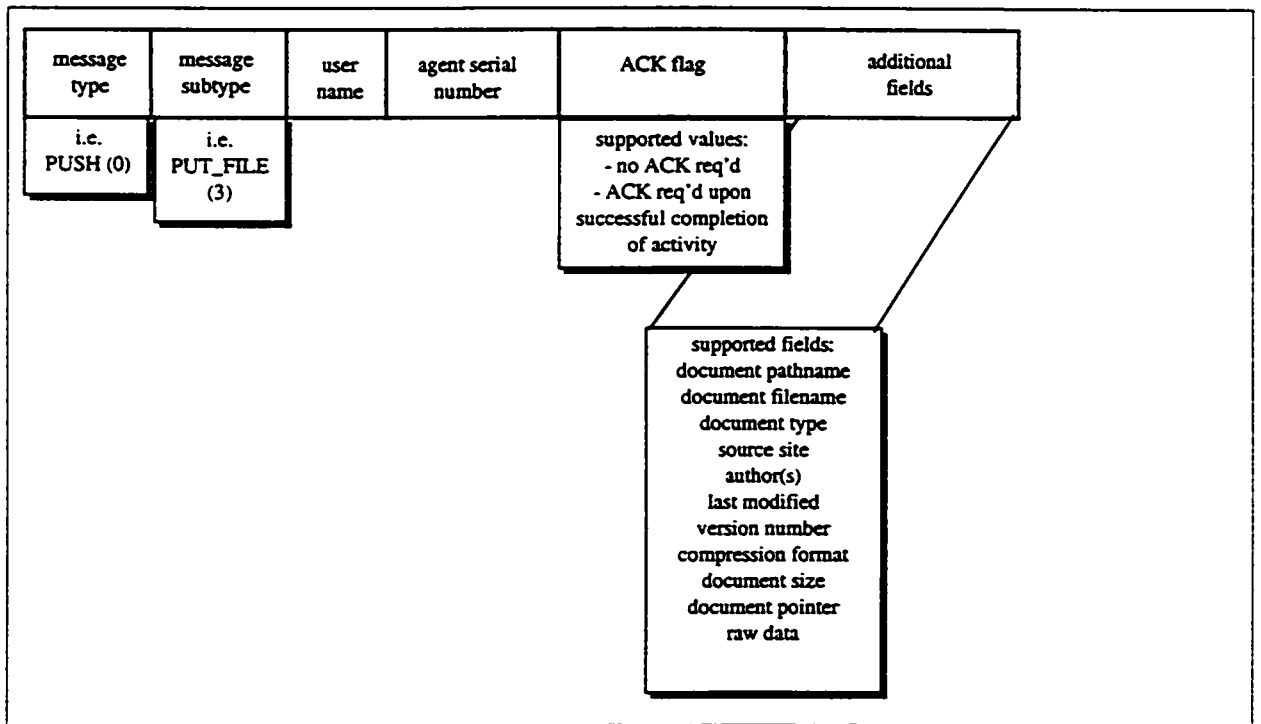 message
type
message
subtype
user
name
agent serial
number
ACK flag
additional
fields
i.e.
PUSH (0)
i.e.
PUT_FILE
(3)
supported values:
- no ACK req'd
- ACK req'd upon
successful completion
of activity
supported fields:
document pathname
document filename
document type
source site
author(s)
last modified
version number
compression format
document size
document pointer
raw data